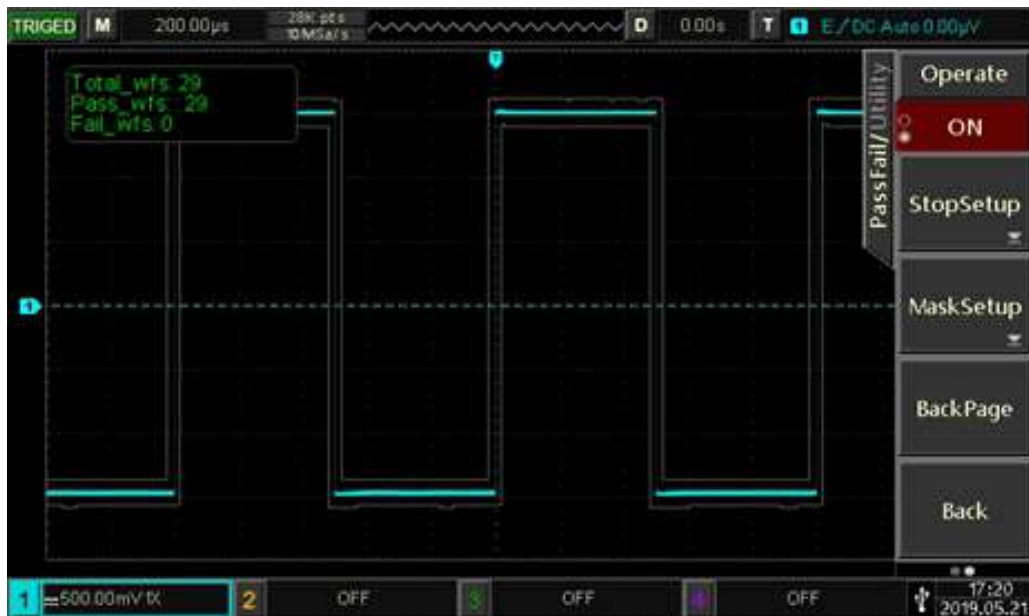 TRIGED M 200.00μs 28K pts D 0.00s T 1 E/DC Auto 0.00μV
10MSa/s
T
Total_wfs: 29
Pass_wfs: 29
Fail_wfs: 0
PassFail/Utility
Operate
ON
StopSetup
1
MaskSetup
BackPage
Back
1 500.00mV 1X 2 OFF 3 OFF 4 OFF 17:20
2019.05.21